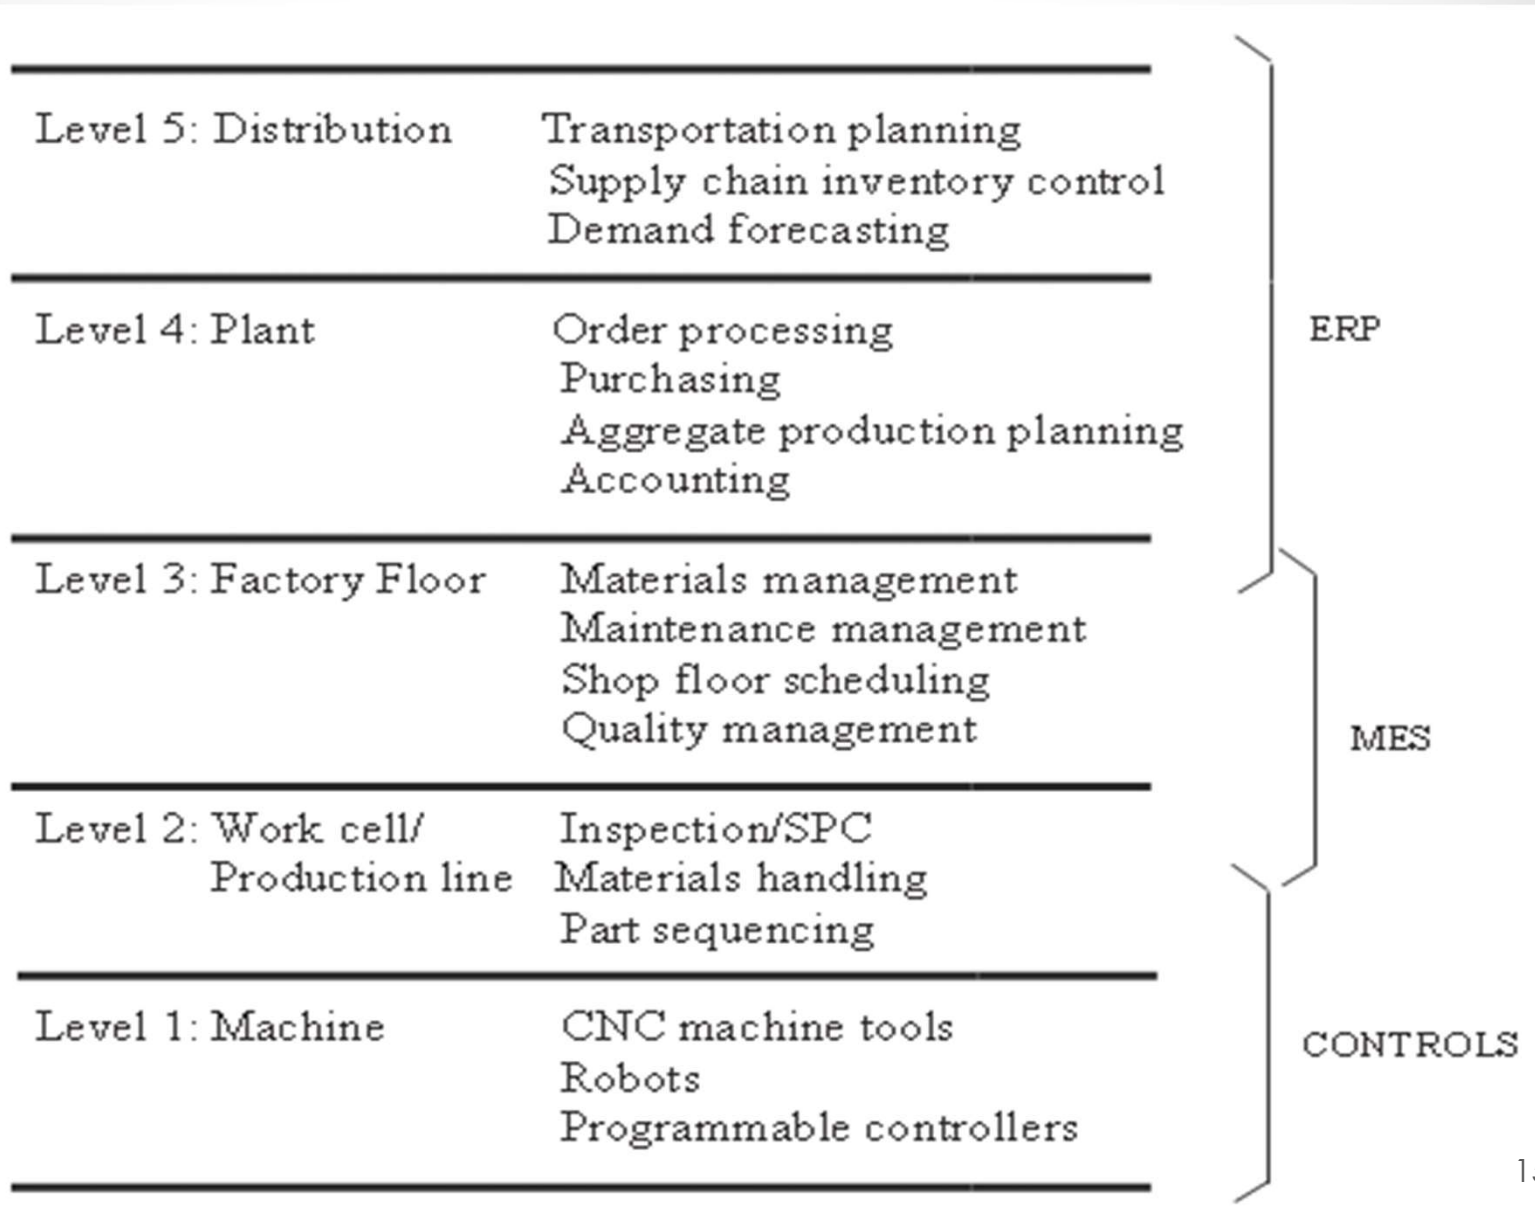 Level 5: Distribution Transportation planning
Supply chain inventory control
Demand forecasting
Level 4: Plant Order processing
Purchasing
Aggregate production planning
Accounting
ERP
Level 3: Factory Floor Materials management
Maintenance management
Shop floor scheduling
Quality management
MES
Level 2: Work cell/ Inspection/SPC
Production line Materials handling
Part sequencing
Level 1: Machine CNC machine tools
Robots
Programmable controllers
CONTROLS